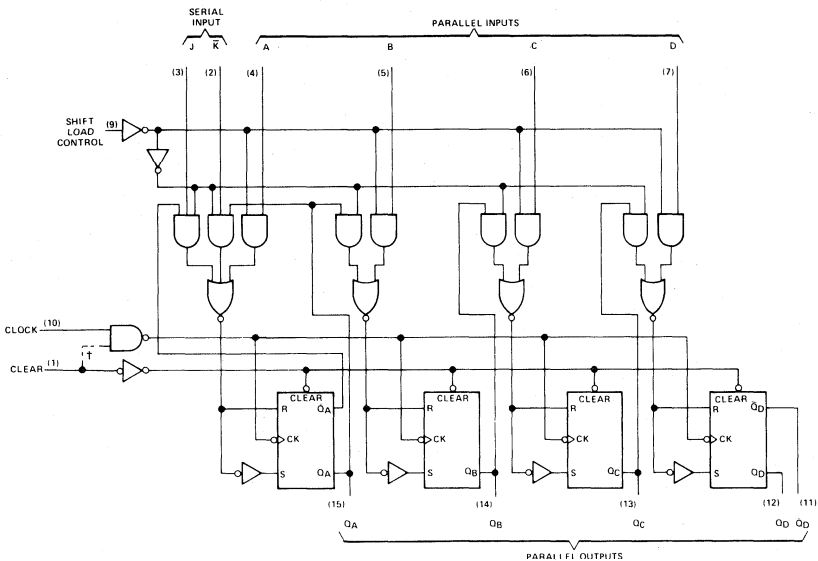 SERIAL
INPUT
PARALLEL INPUTS
J K̅ A B C D
(3) (2) (4) (5) (6) (7)
SHIFT
LOAD
CONTROL
(9)
CLOCK (10)
†
CLEAR (1)
CLEAR CLEAR CLEAR CLEAR
R Q̅A R R R Q̅D
CK CK CK CK
S QA S QB S QC S QD
(15) (14) (13) (12) (11)
QA QB QC QD Q̅D
PARALLEL OUTPUTS